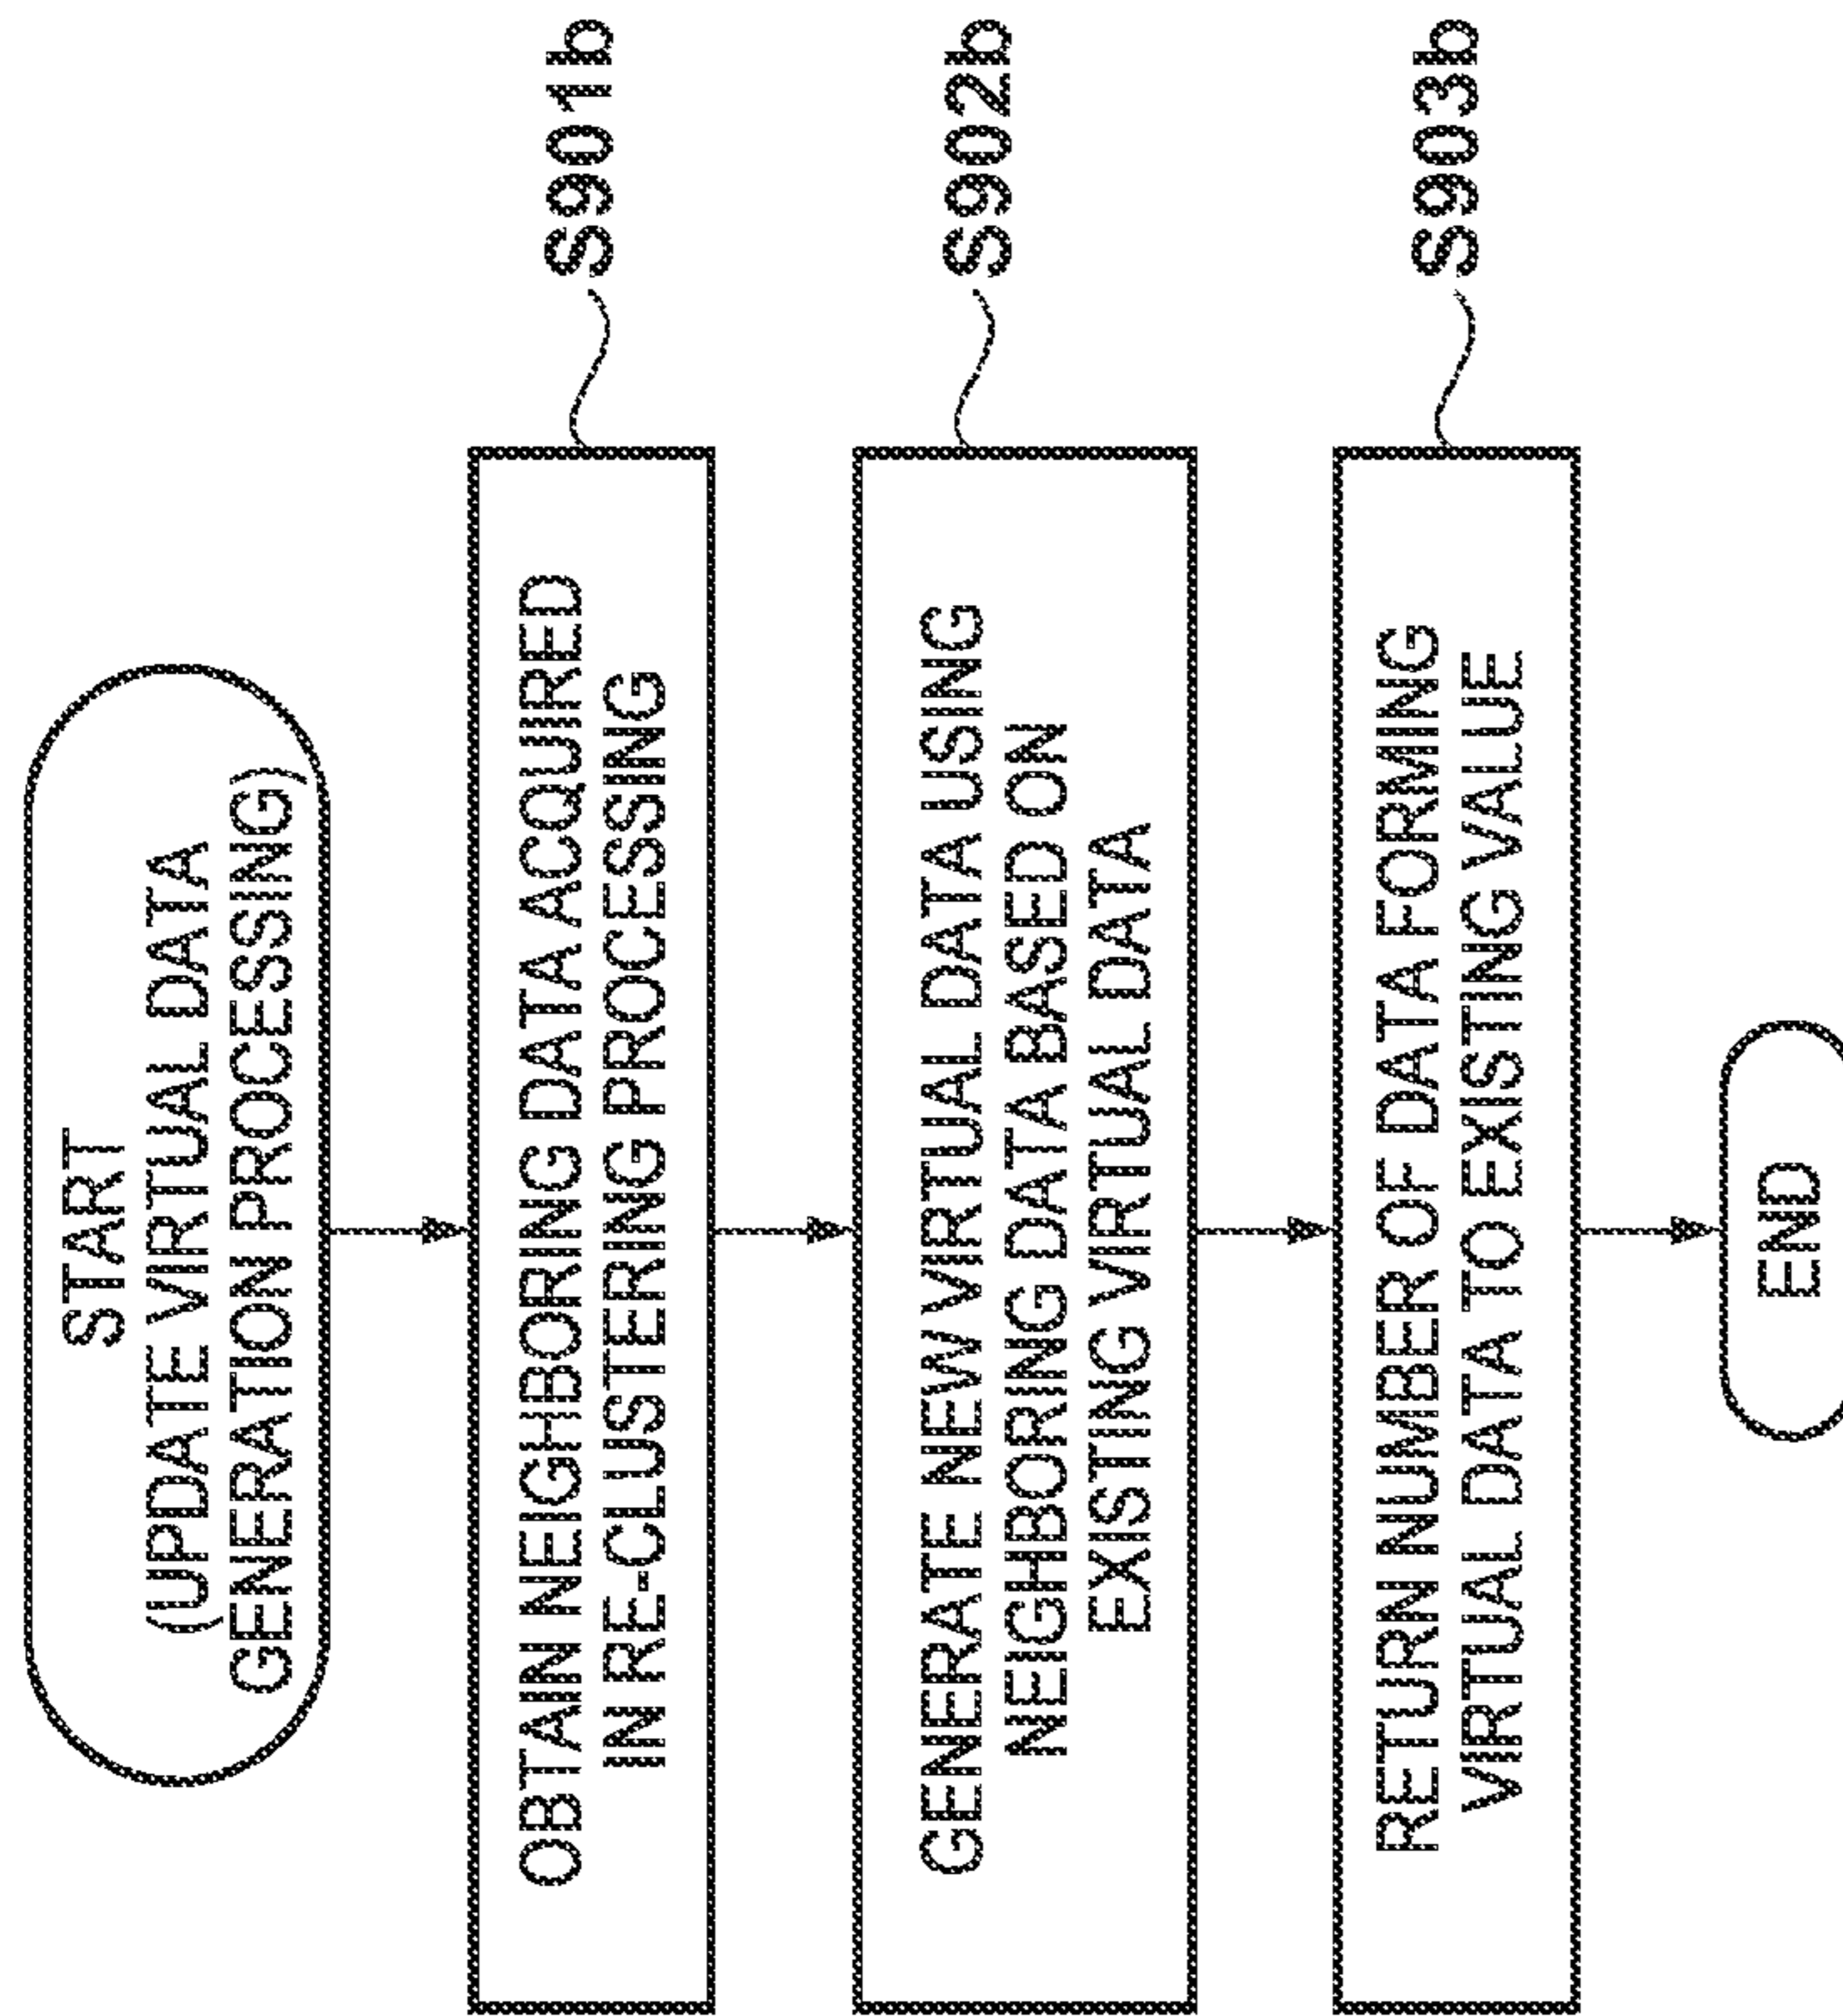 START
(UPDATE VIRTUAL DATA
GENERATION PROCESSING)
OBTAIN NEIGHBORING DATA ACQUIRED
IN RE-CLUSTERING PROCESSING
S901b
GENERATE NEW VIRTUAL DATA USING
NEIGHBORING DATA BASED ON
EXISTING VIRTUAL DATA
S902b
RETURN NUMBER OF DATA FORMING
VIRTUAL DATA TO EXISTING VALUE
S903b
END